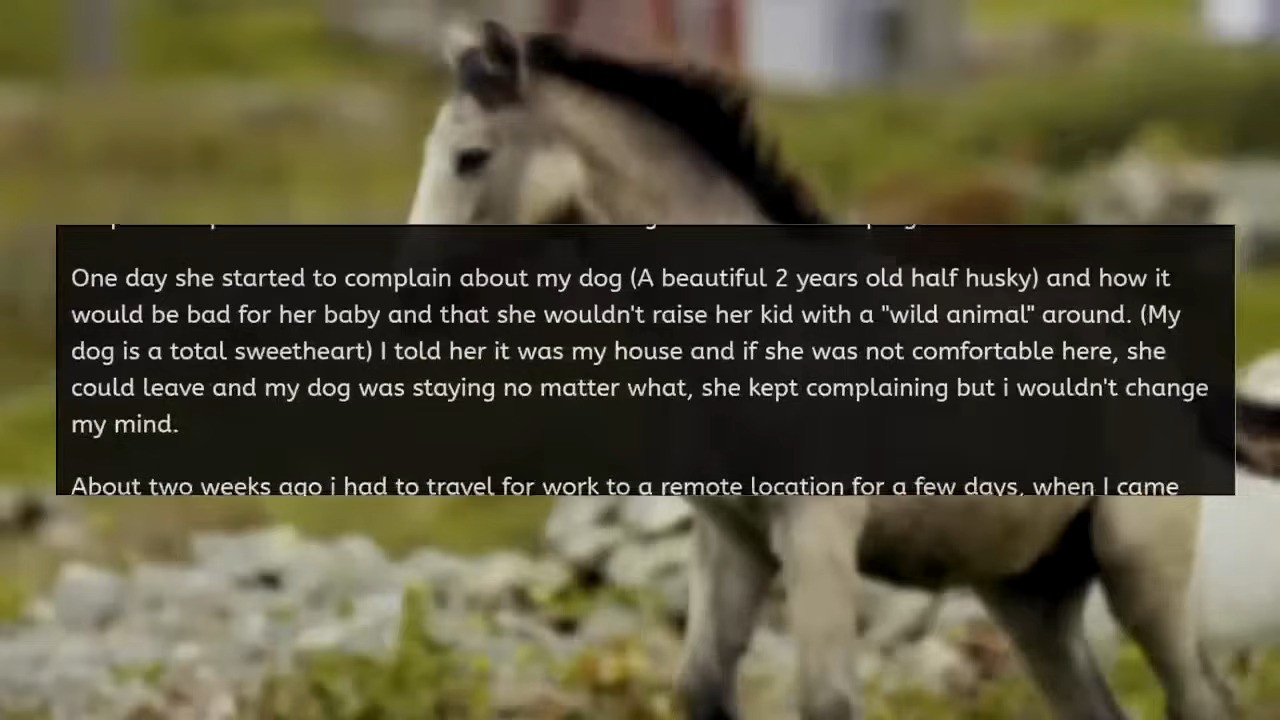 One day she started to complain about my dog (A beautiful 2 years old half husky) and how it
would be bad for her baby and that she wouldn't raise her kid with a "wild animal" around. (My
dog is a total sweetheart) I told her it was my house and if she was not comfortable here, she
could leave and my dog was staying no matter what, she kept complaining but i wouldn't change
my mind.
About two weeks ago i had to travel for work to a remote location for a few days, when I came